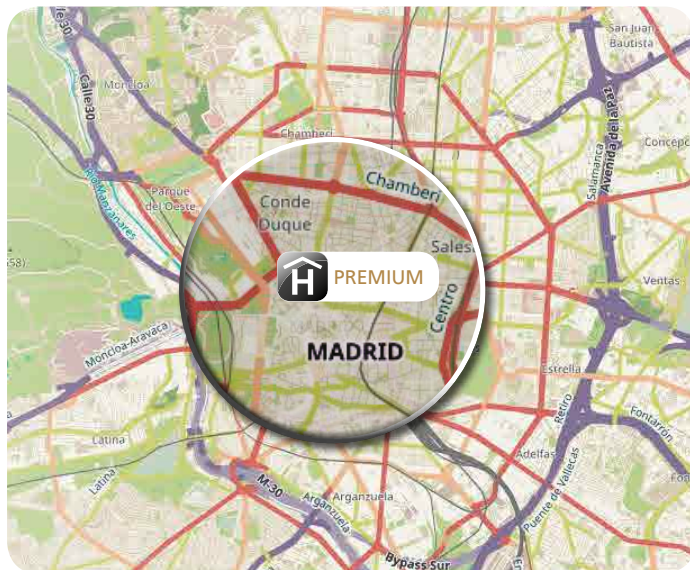 San Juan
Bautista
Calle 30
Moncloa
Avenida de la Paz
Salamanca
Chamberí
Concepc
Parque
del Oeste
Río Manzanares
Chamberí
Conde
Duque
Sales
658)
H PREMIUM
Ventas
Centro
MADRID
Moncloa-Aravaca
Estrella
Retiro
Fontarrón
Latina
Latina
Adelfas
M-30
Arganzuela
Arganzuela
Puente de Vallecas
Bypass Sur